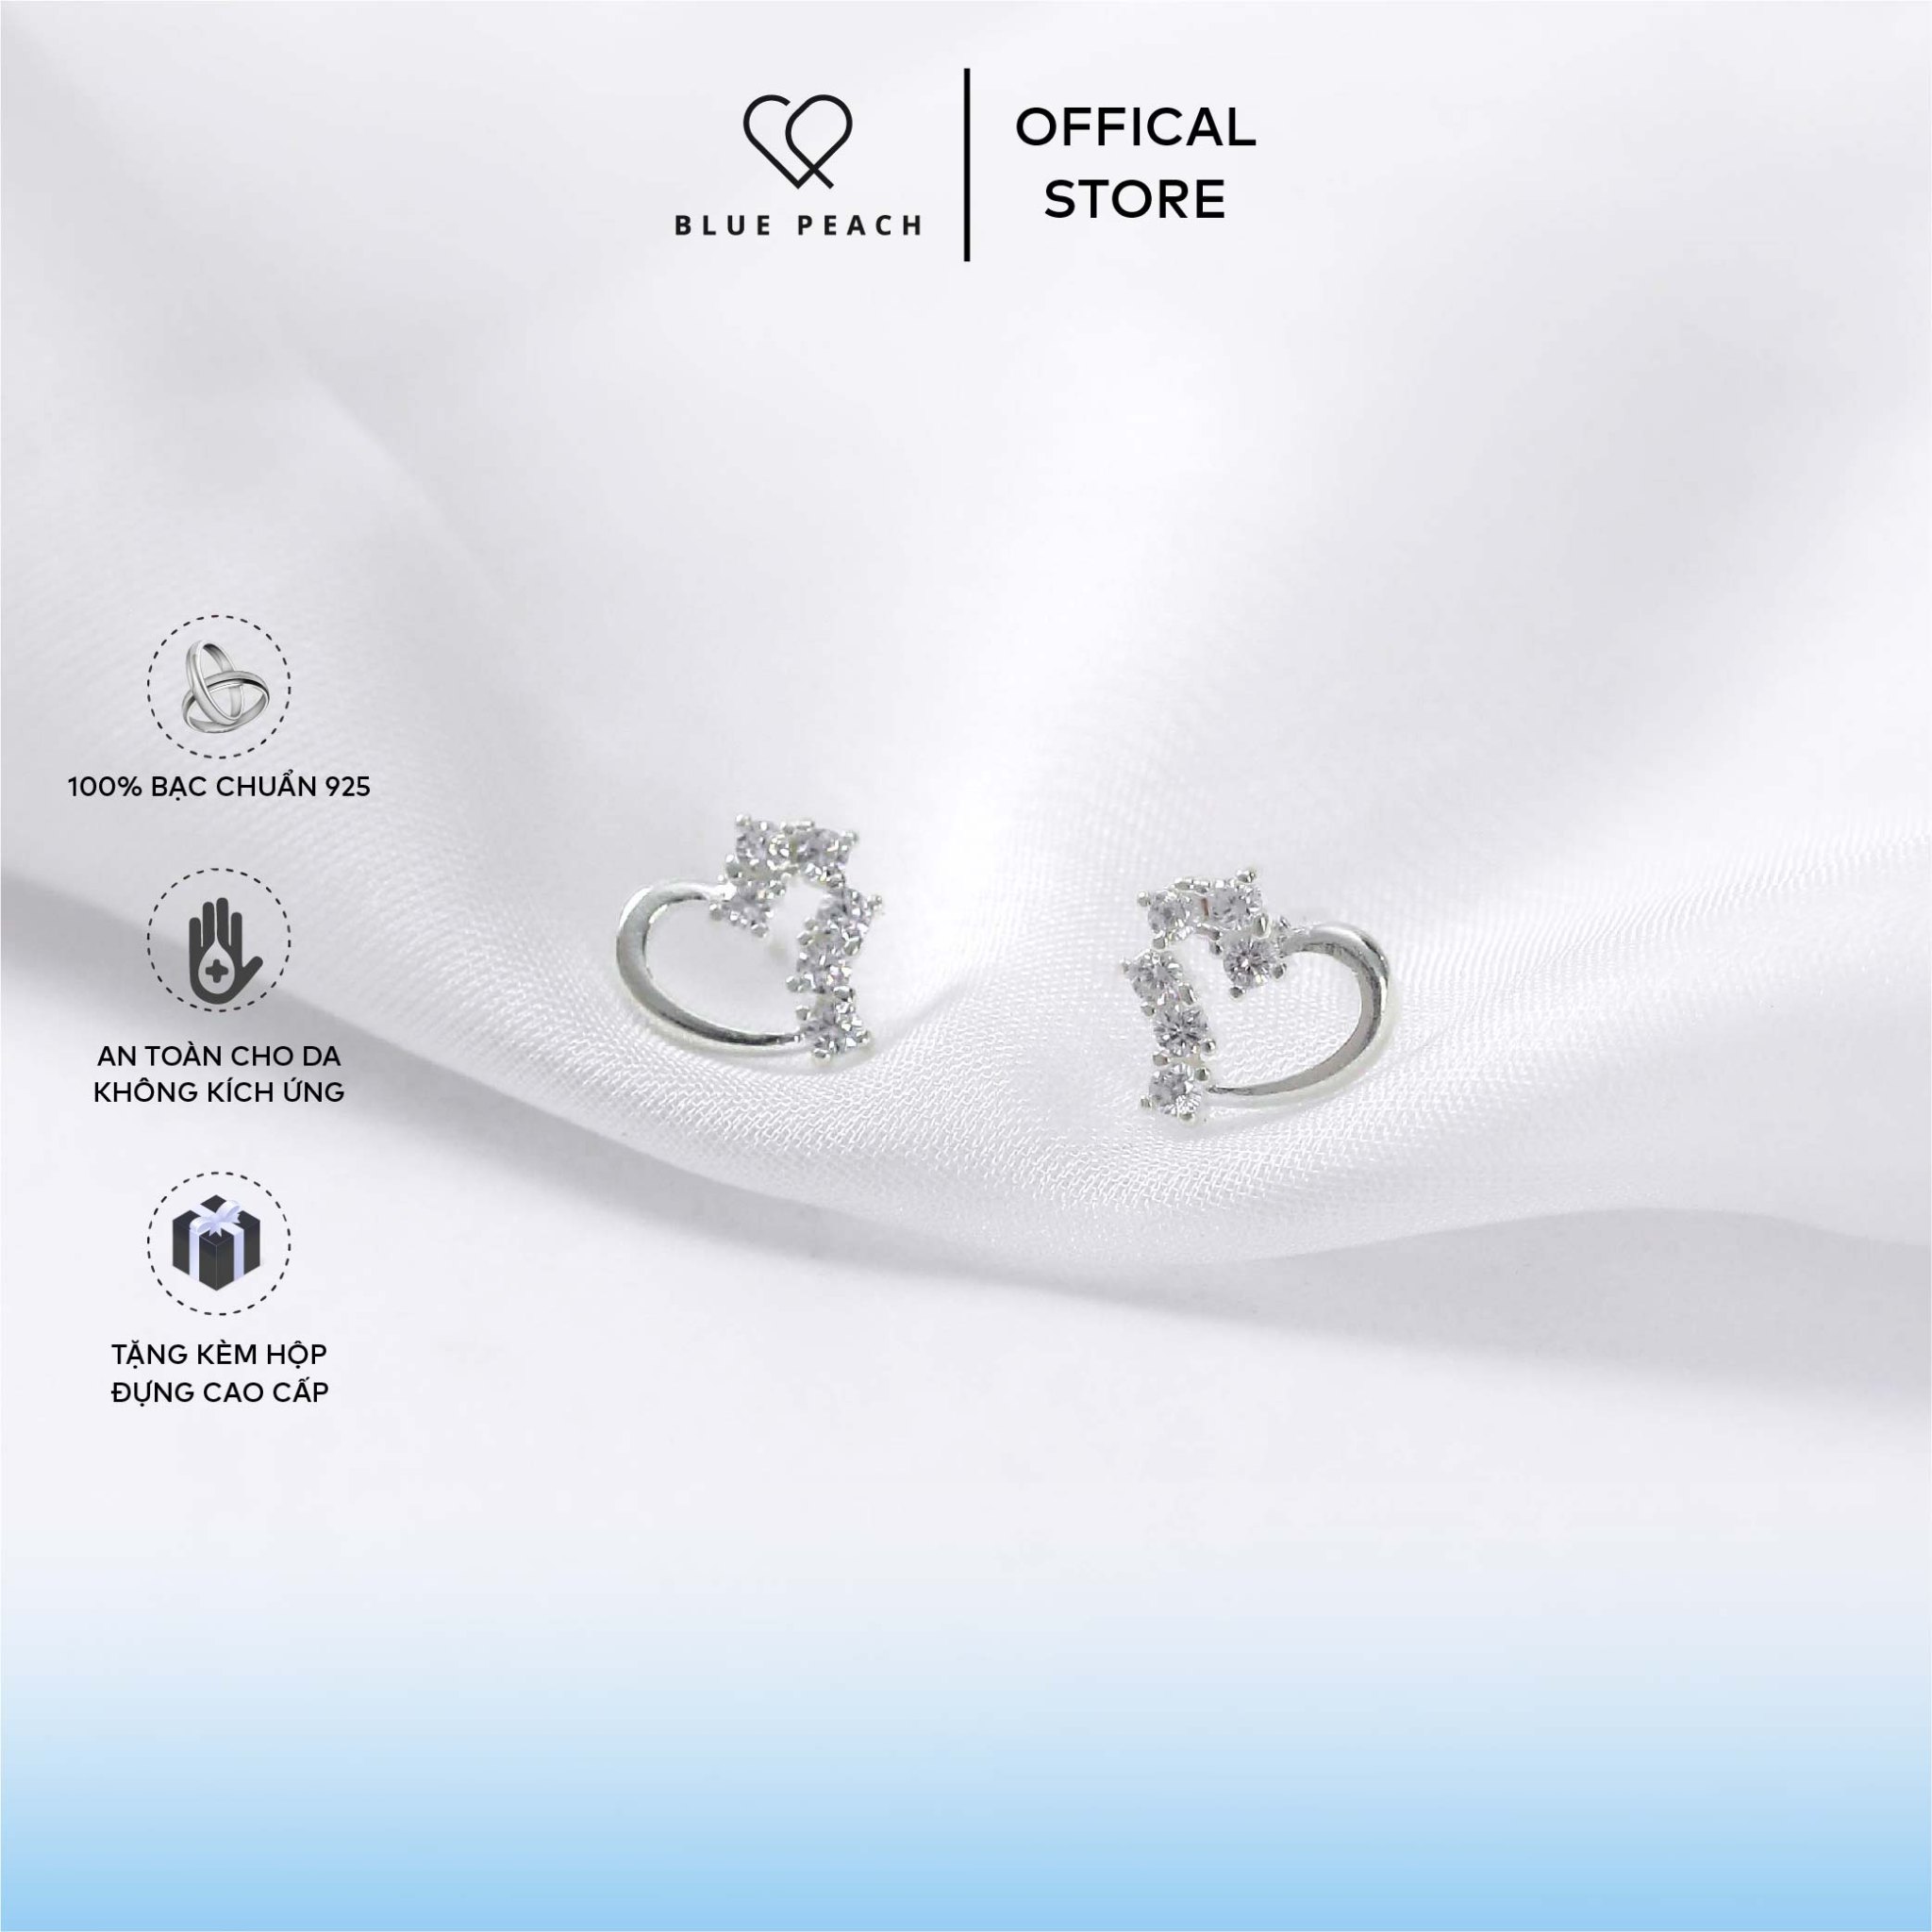 BLUE PEACH
OFFICAL
STORE
100% BẠC CHUẨN 925
AN TOÀN CHO DA
KHÔNG KÍCH ỨNG
TẶNG KÈM HỘP
ĐỰNG CAO CẤP